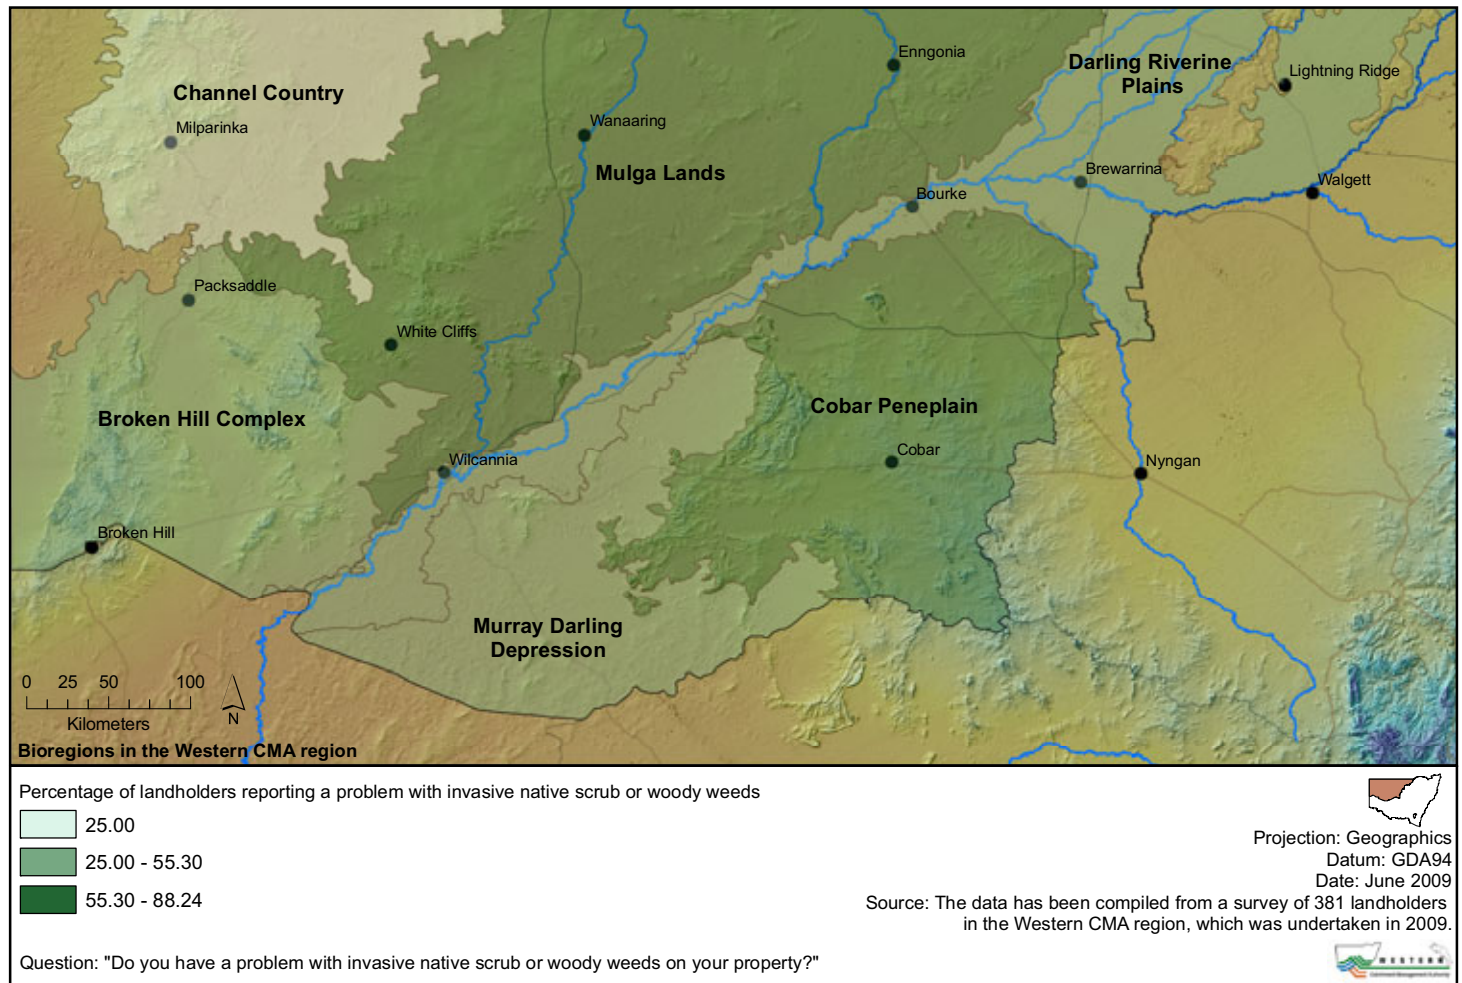 Channel Country
Milparinka
Enngonia
Darling Riverine
Plains
Lightning Ridge
Wanaaring
Mulga Lands
Brewarrina
Bourke
Walgett
Packsaddle
White Cliffs
Broken Hill Complex
Cobar Peneplain
Cobar
Wilcannia
Nyngan
Broken Hill
Murray Darling
Depression
0 25 50 100
Kilometers
N
Bioregions in the Western CMA region
Percentage of landholders reporting a problem with invasive native scrub or woody weeds
25.00
25.00 - 55.30
55.30 - 88.24
Projection: Geographics
Datum: GDA94
Date: June 2009
Source: The data has been compiled from a survey of 381 landholders
in the Western CMA region, which was undertaken in 2009.
Question: "Do you have a problem with invasive native scrub or woody weeds on your property?"
WESTERN